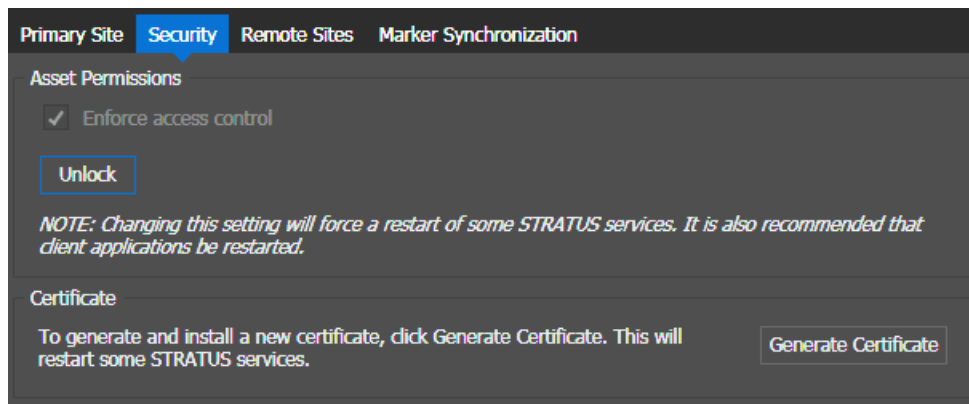 Primary Site Security Remote Sites Marker Synchronization
Asset Permissions
Enforce access control
Unlock
NOTE: Changing this setting will force a restart of some STRATUS services. It is also recommended that
client applications be restarted.
Certificate
To generate and install a new certificate, click Generate Certificate. This will
restart some STRATUS services.
Generate Certificate